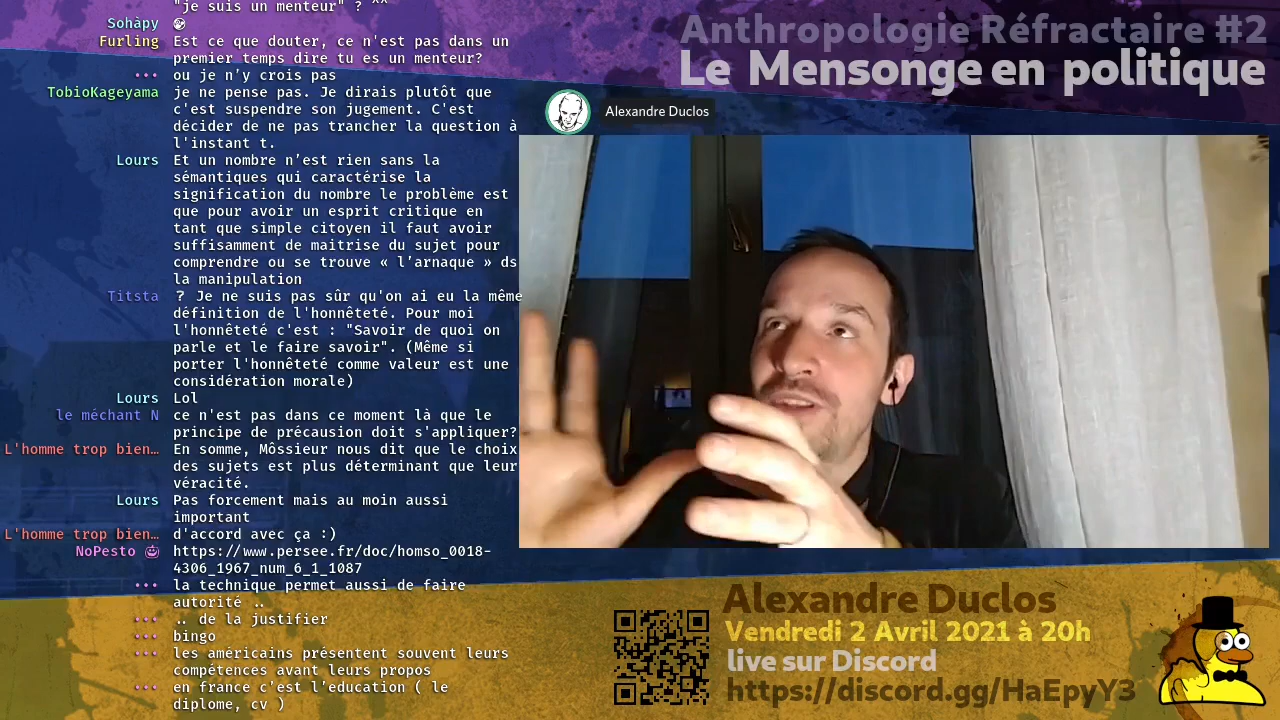 "je suis un menteur" ? ^^
Sohàpy
Furling Est ce que douter, ce n'est pas dans un
premier temps dire tu es un menteur?
••• ou je n’y crois pas
TobioKageyama je ne pense pas. Je dirais plutôt que
c'est suspendre son jugement. C'est
décider de ne pas trancher la question à
l'instant t.
Lours Et un nombre n’est rien sans la
sémantiques qui caractérise la
signification du nombre le problème est
que pour avoir un esprit critique en
tant que simple citoyen il faut avoir
suffisamment de maitrise du sujet pour
comprendre ou se trouve « l’arnaque » ds
la manipulation
Titsta ? Je ne suis pas sûr qu'on ai eu la même
définition de l'honnêteté. Pour moi
l'honnêteté c'est : "Savoir de quoi on
parle et le faire savoir". (Même si
porter l'honnêteté comme valeur est une
considération morale)
Lours Lol
le méchant N ce n'est pas dans ce moment là que le
principe de précausion doit s'appliquer?
L'homme trop bien… En somme, Môssieur nous dit que le choix
des sujets est plus déterminant que leur
véracité.
Lours Pas forcement mais au moin aussi
important
L'homme trop bien… d'accord avec ça :)
NoPesto https://www.persee.fr/doc/homso_0018-
4306_1967_num_6_1_1087
••• la technique permet aussi de faire
autorité ..
••• .. de la justifier
••• bingo
••• les américains présentent souvent leurs
compétences avant leurs propos
••• en france c’est l’education ( le
diplome, cv )
Anthropologie Réfractaire #2
Le Mensonge en politique
Alexandre Duclos
Alexandre Duclos
Vendredi 2 Avril 2021 à 20h
live sur Discord
https://discord.gg/HaEpyY3